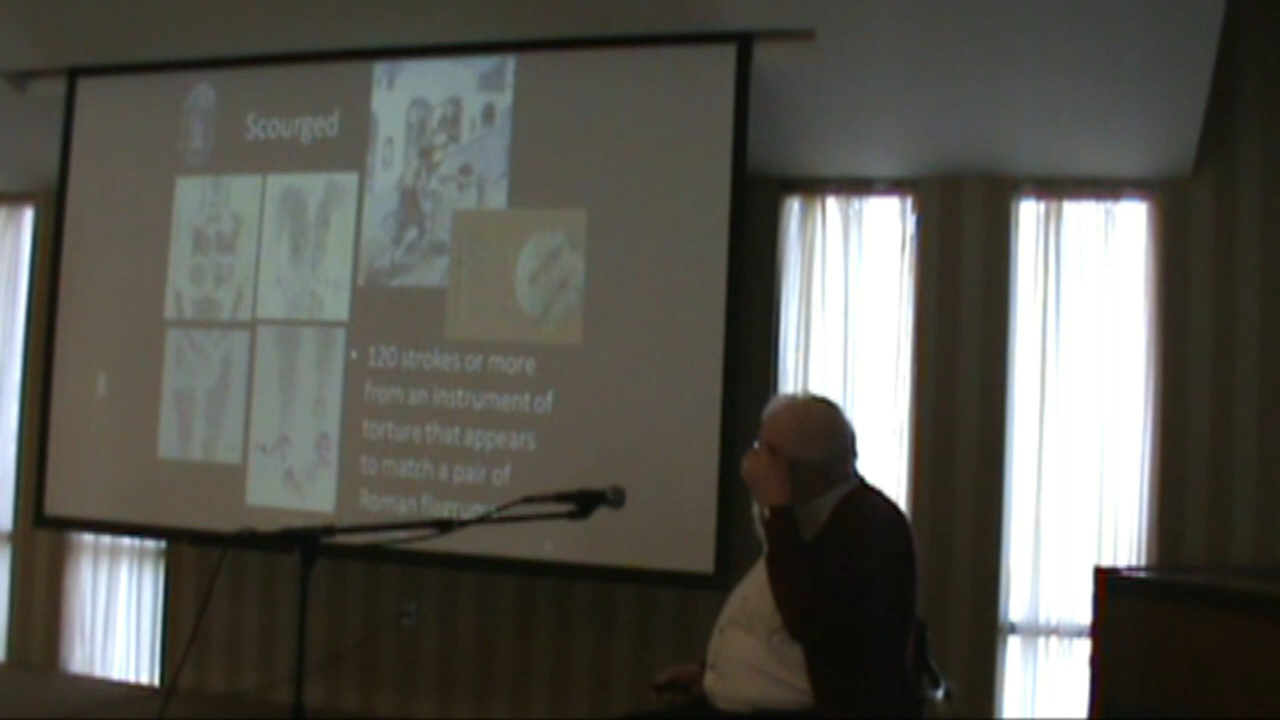 Scourged
• 120 strokes or more
from an instrument of
torture that appears
to match a pair of
Roman